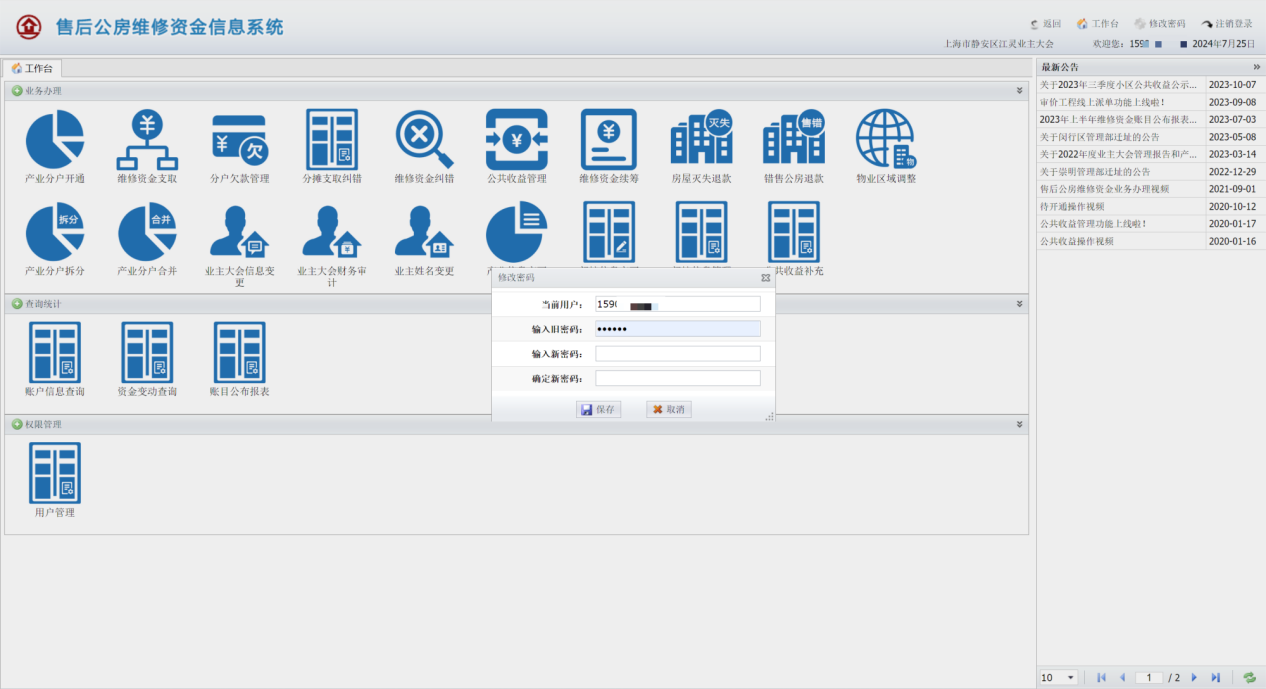 售后公房维修资金信息系统
返回 工作台 修改密码 注销登录
上海市静安区江灵业主大会 欢迎您: 159 2024年7月25日
工作台
业务办理
产业分户开通 维修资金支取 分户欠款管理 分摊支取纠错 维修资金纠错 公共收益管理 维修资金续筹 房屋灭失退款 错售公房退款 物业区域调整
欠 灭失 售错 物
拆分 合并
产业分户拆分 产业分户合并 业主大会信息变更 业主大会财务审计 业主姓名变更 共收益补充
查询统计
账户信息查询 资金变动查询 账目公布报表
权限管理
用户管理
修改密码
当前用户: 159
输入旧密码: ••••••
输入新密码:
确定新密码:
保存 取消
最新公告
关于2023年三季度小区公共收益公示... 2023-10-07
审价工程线上派单功能上线啦! 2023-09-08
2023年上半年维修资金账目公布报表... 2023-07-03
关于闵行区管理部迁址的公告 2023-05-08
关于2022年度业主大会管理报告和产... 2023-03-14
关于崇明管理部迁址的公告 2022-12-29
售后公房维修资金业务办理视频 2021-09-01
待开通操作视频 2020-10-12
公共收益管理功能上线啦! 2020-01-17
公共收益操作视频 2020-01-16
10 1 / 2